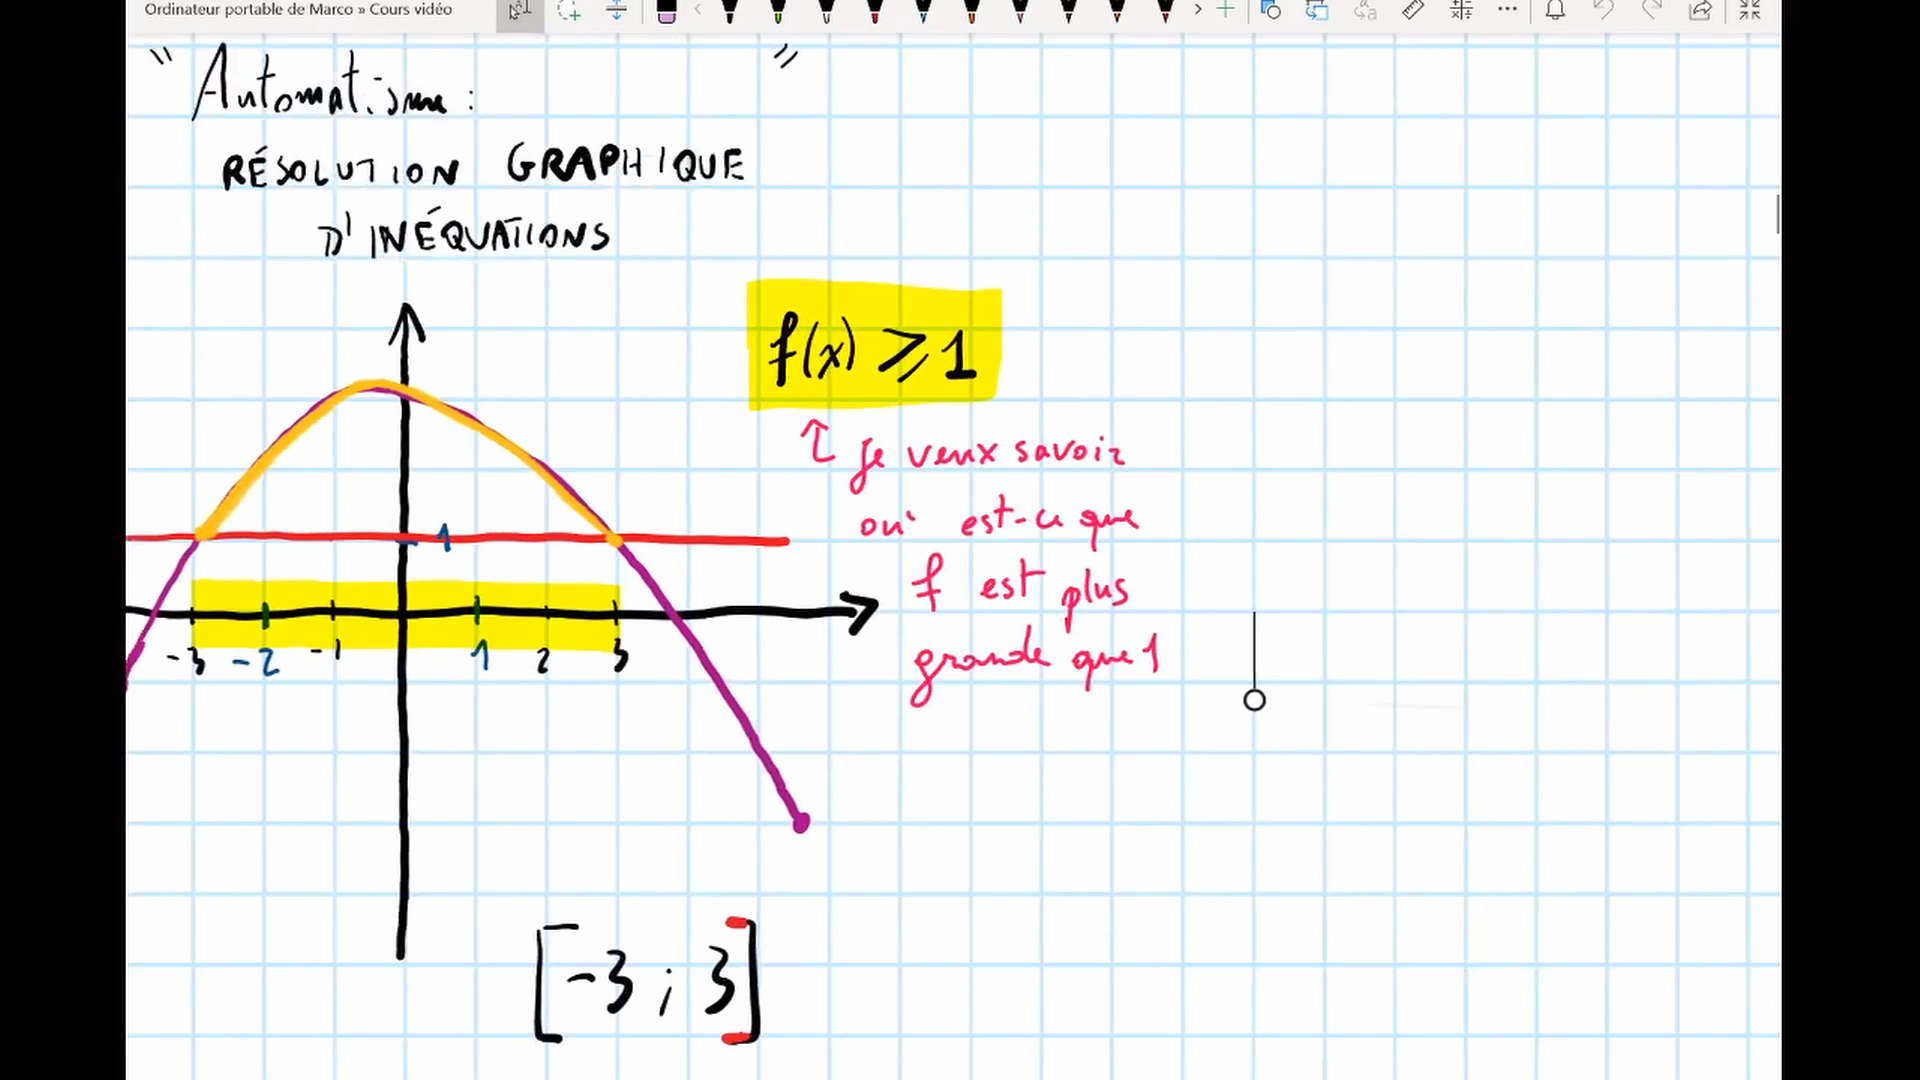 Ordinateur portable de Marco » Cours vidéo
" Automatisme : "
RÉSOLUTION GRAPHIQUE
D'INÉQUATIONS
f(x) ⩾ 1
↑ je veux savoir
où est-ce que
f est plus
grande que 1
1
-3 -2 -1 1 2 3
[-3 ; 3]